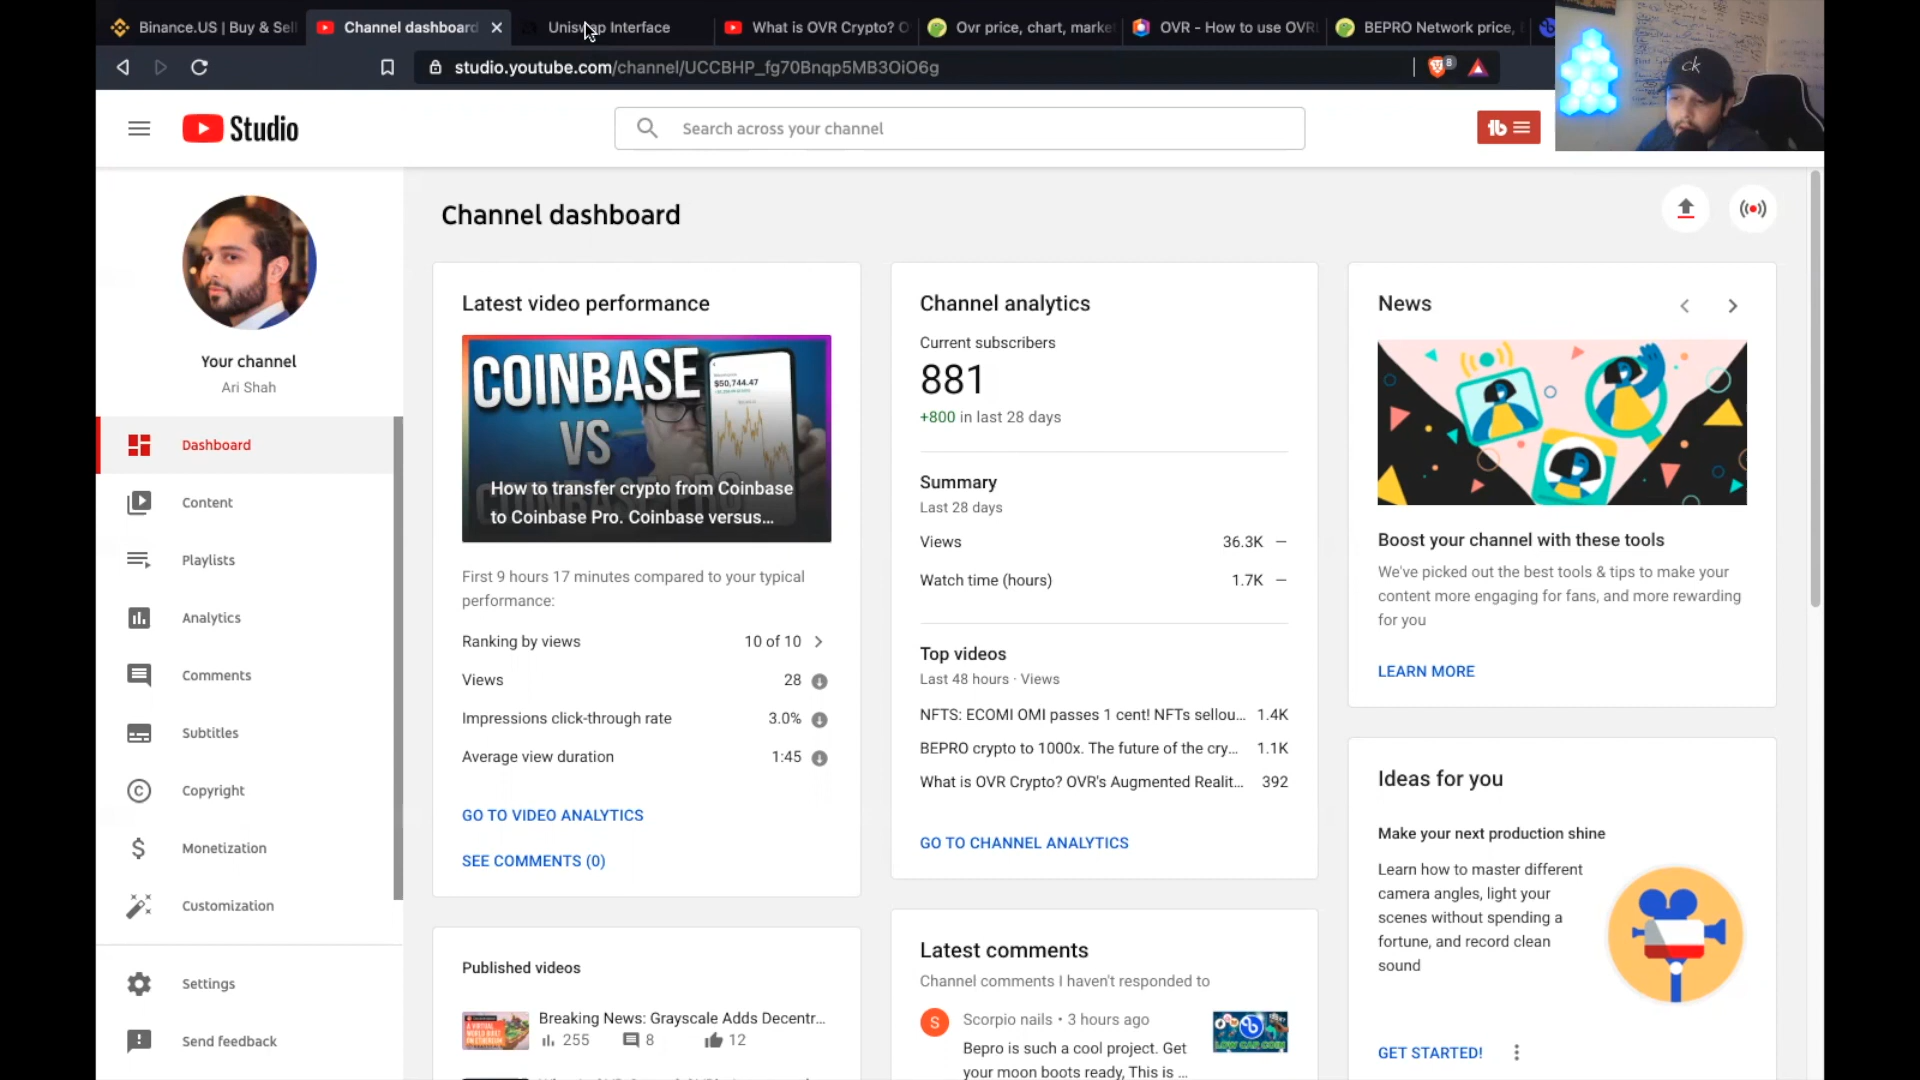 Binance.US | Buy & Sell
Channel dashboard
Uniswap Interface
What is OVR Crypto? O
Ovr price, chart, marke
OVR - How to use OVR
BEPRO Network price,
studio.youtube.com/channel/UCCBHP_fg70Bnqp5MB3OiO6g
8
ck
Studio
Search across your channel
tb
Channel dashboard
Your channel
Ari Shah
Dashboard
Content
Playlists
Analytics
Comments
Subtitles
Copyright
Monetization
Customization
Settings
Send feedback
Latest video performance
COINBASE
VS
COINBASE PRO
$50,744.47
How to transfer crypto from Coinbase
to Coinbase Pro. Coinbase versus...
First 9 hours 17 minutes compared to your typical
performance:
Ranking by views 10 of 10
Views 28
Impressions click-through rate 3.0%
Average view duration 1:45
GO TO VIDEO ANALYTICS
SEE COMMENTS (0)
Published videos
Breaking News: Grayscale Adds Decentr...
255 8 12
Channel analytics
Current subscribers
881
+800 in last 28 days
Summary
Last 28 days
Views 36.3K —
Watch time (hours) 1.7K —
Top videos
Last 48 hours · Views
NFTS: ECOMI OMI passes 1 cent! NFTs sellou... 1.4K
BEPRO crypto to 1000x. The future of the cry... 1.1K
What is OVR Crypto? OVR's Augmented Realit... 392
GO TO CHANNEL ANALYTICS
Latest comments
Channel comments I haven't responded to
S
Scorpio nails • 3 hours ago
Bepro is such a cool project. Get
your moon boots ready, This is ...
LOW CAP COIN
News
Boost your channel with these tools
We've picked out the best tools & tips to make your
content more engaging for fans, and more rewarding
for you
LEARN MORE
Ideas for you
Make your next production shine
Learn how to master different
camera angles, light your
scenes without spending a
fortune, and record clean
sound
GET STARTED!